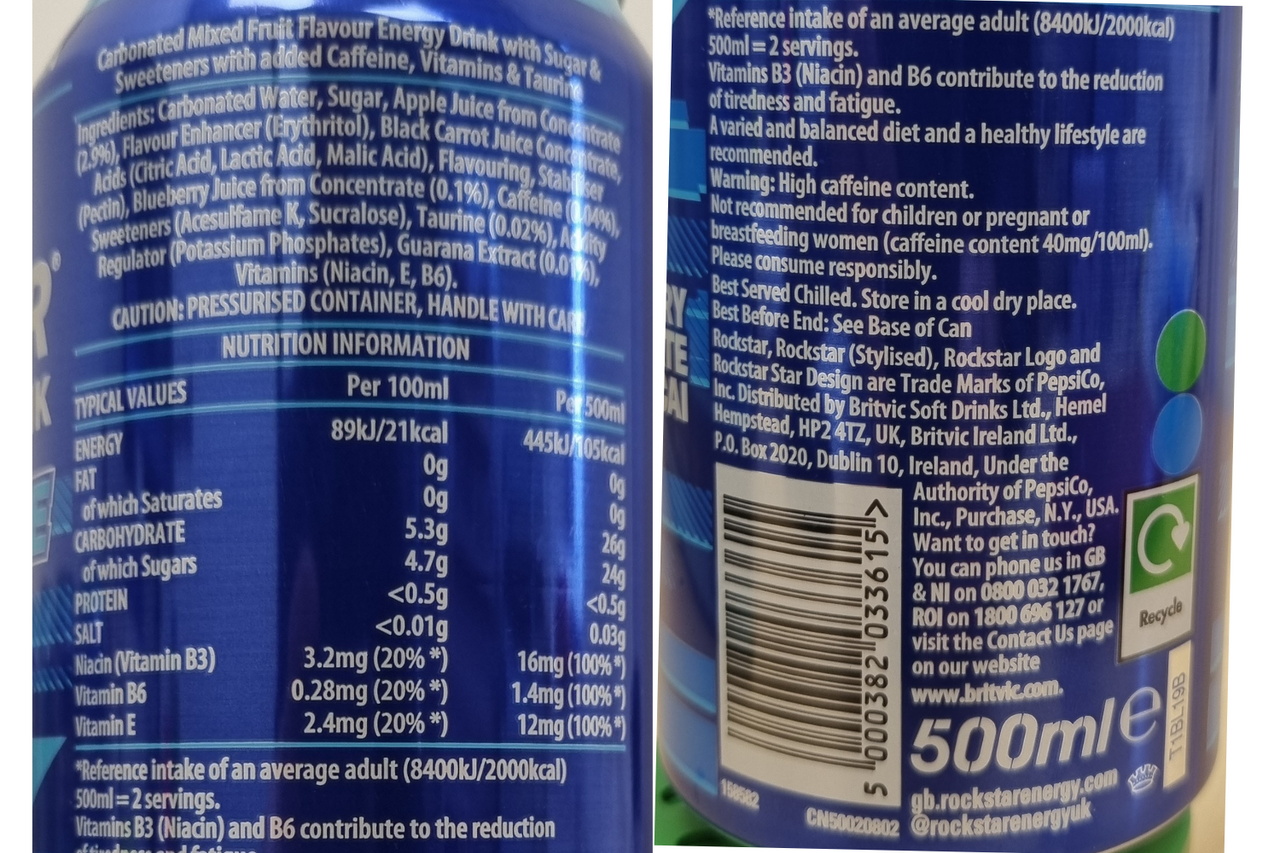 Carbonated Mixed Fruit Flavour Energy Drink with Sugar &
Sweeteners with added Caffeine, Vitamins & Taurine
Ingredients: Carbonated Water, Sugar, Apple Juice from Concentrate
(2.9%), Flavour Enhancer (Erythritol), Black Carrot Juice Concentrate,
Acids (Citric Acid, Lactic Acid, Malic Acid), Flavouring, Stabiliser
(Pectin), Blueberry Juice from Concentrate (0.1%), Caffeine (0.04%),
Sweeteners (Acesulfame K, Sucralose), Taurine (0.02%), Acidity
Regulator (Potassium Phosphates), Guarana Extract (0.01%),
Vitamins (Niacin, E, B6).
CAUTION: PRESSURISED CONTAINER, HANDLE WITH CARE
NUTRITION INFORMATION
TYPICAL VALUES Per 100ml Per 500ml
ENERGY 89kJ/21kcal 445kJ/105kcal
FAT 0g 0g
of which Saturates 0g 0g
CARBOHYDRATE 5.3g 26g
of which Sugars 4.7g 24g
PROTEIN <0.5g <0.5g
SALT <0.01g 0.03g
Niacin (Vitamin B3) 3.2mg (20% *) 16mg (100%*)
Vitamin B6 0.28mg (20% *) 1.4mg (100%*)
Vitamin E 2.4mg (20% *) 12mg (100%*)
*Reference intake of an average adult (8400kJ/2000kcal)
500ml = 2 servings.
Vitamins B3 (Niacin) and B6 contribute to the reduction
of tiredness and fatigue.
*Reference intake of an average adult (8400kJ/2000kcal)
500ml = 2 servings.
Vitamins B3 (Niacin) and B6 contribute to the reduction
of tiredness and fatigue.
A varied and balanced diet and a healthy lifestyle are
recommended.
Warning: High caffeine content.
Not recommended for children or pregnant or
breastfeeding women (caffeine content 40mg/100ml).
Please consume responsibly.
Best Served Chilled. Store in a cool dry place.
Best Before End: See Base of Can
Rockstar, Rockstar (Stylised), Rockstar Logo and
Rockstar Star Design are Trade Marks of PepsiCo,
Inc. Distributed by Britvic Soft Drinks Ltd., Hemel
Hempstead, HP2 4TZ, UK, Britvic Ireland Ltd.,
P.O. Box 2020, Dublin 10, Ireland, Under the
Authority of PepsiCo,
Inc., Purchase, N.Y., USA.
Want to get in touch?
You can phone us in GB
& NI on 0800 032 1767,
ROI on 1800 696 127 or
visit the Contact Us page
on our website
www.britvic.com.
500ml e
gb.rockstarenergy.com
@rockstarenergyuk
Recycle
T1BL19B
5 000382 033615 >
158582
CN50020802